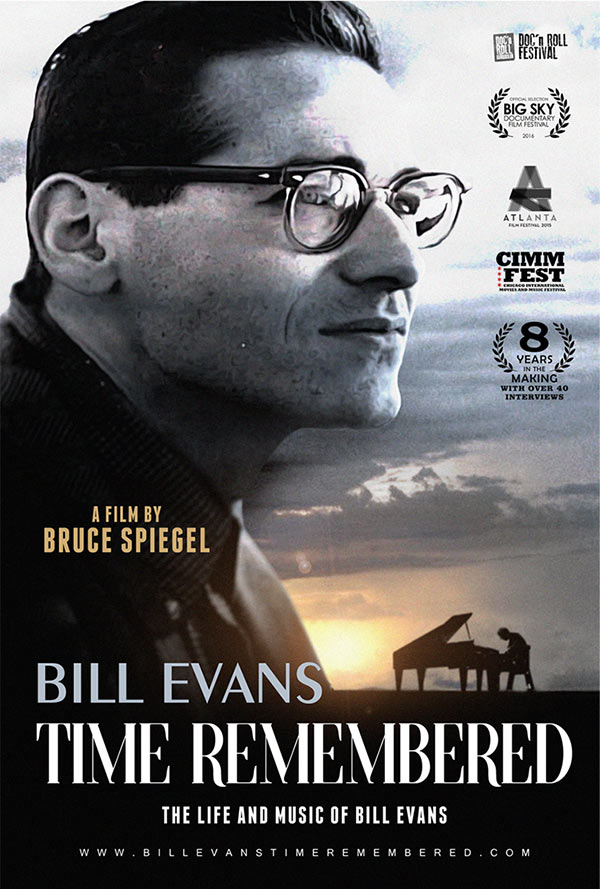 DOC'n ROLL
FESTIVAL
OFFICIAL SELECTION
BIG SKY
DOCUMENTARY
FILM FESTIVAL
2016
ATLANTA
FILM FESTIVAL 2015
CIMM
FEST
CHICAGO INTERNATIONAL
MOVIES AND MUSIC FESTIVAL
8
YEARS
IN THE
MAKING
WITH OVER 40
INTERVIEWS
A FILM BY
BRUCE SPIEGEL
BILL EVANS
TIME REMEMBERED
THE LIFE AND MUSIC OF BILL EVANS
WWW.BILLEVANSTIMEREMEMBERED.COM